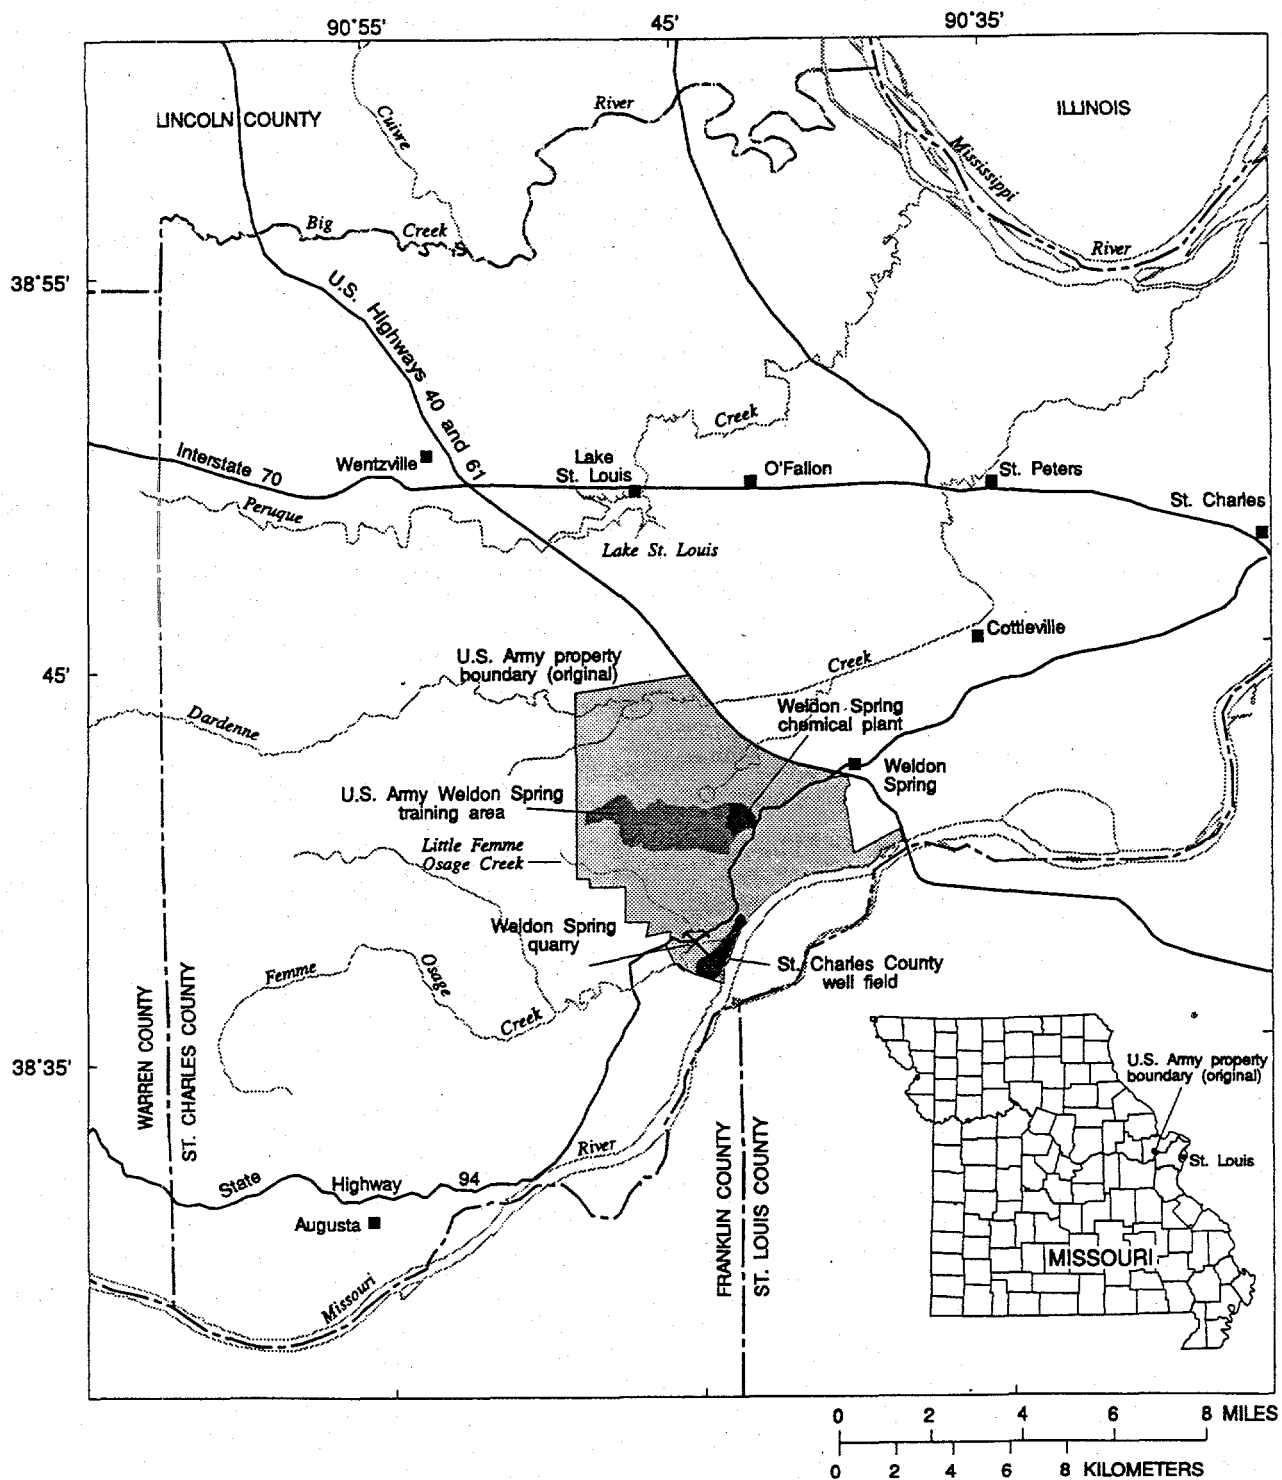 90°55'
45'
90°35'
LINCOLN COUNTY
Cuivre
River
ILLINOIS
Mississippi
River
Big
Creek
38°55'
U.S. Highways 40 and 61
Creek
Interstate 70
Wentzville
Lake
St. Louis
O'Fallon
St. Peters
St. Charles
Peruque
Lake St. Louis
Cottleville
45'
U.S. Army property
boundary (original)
Creek
Dardenne
Weldon Spring
chemical plant
Weldon
Spring
U.S. Army Weldon Spring
training area
Little Femme
Osage Creek
Weldon Spring
quarry
St. Charles County
well field
Femme
Osage
Creek
WARREN COUNTY
ST. CHARLES COUNTY
38°35'
U.S. Army property
boundary (original)
St. Louis
MISSOURI
River
State
Highway
94
Augusta
FRANKLIN COUNTY
ST. LOUIS COUNTY
Missouri
0 2 4 6 8 MILES
0 2 4 6 8 KILOMETERS